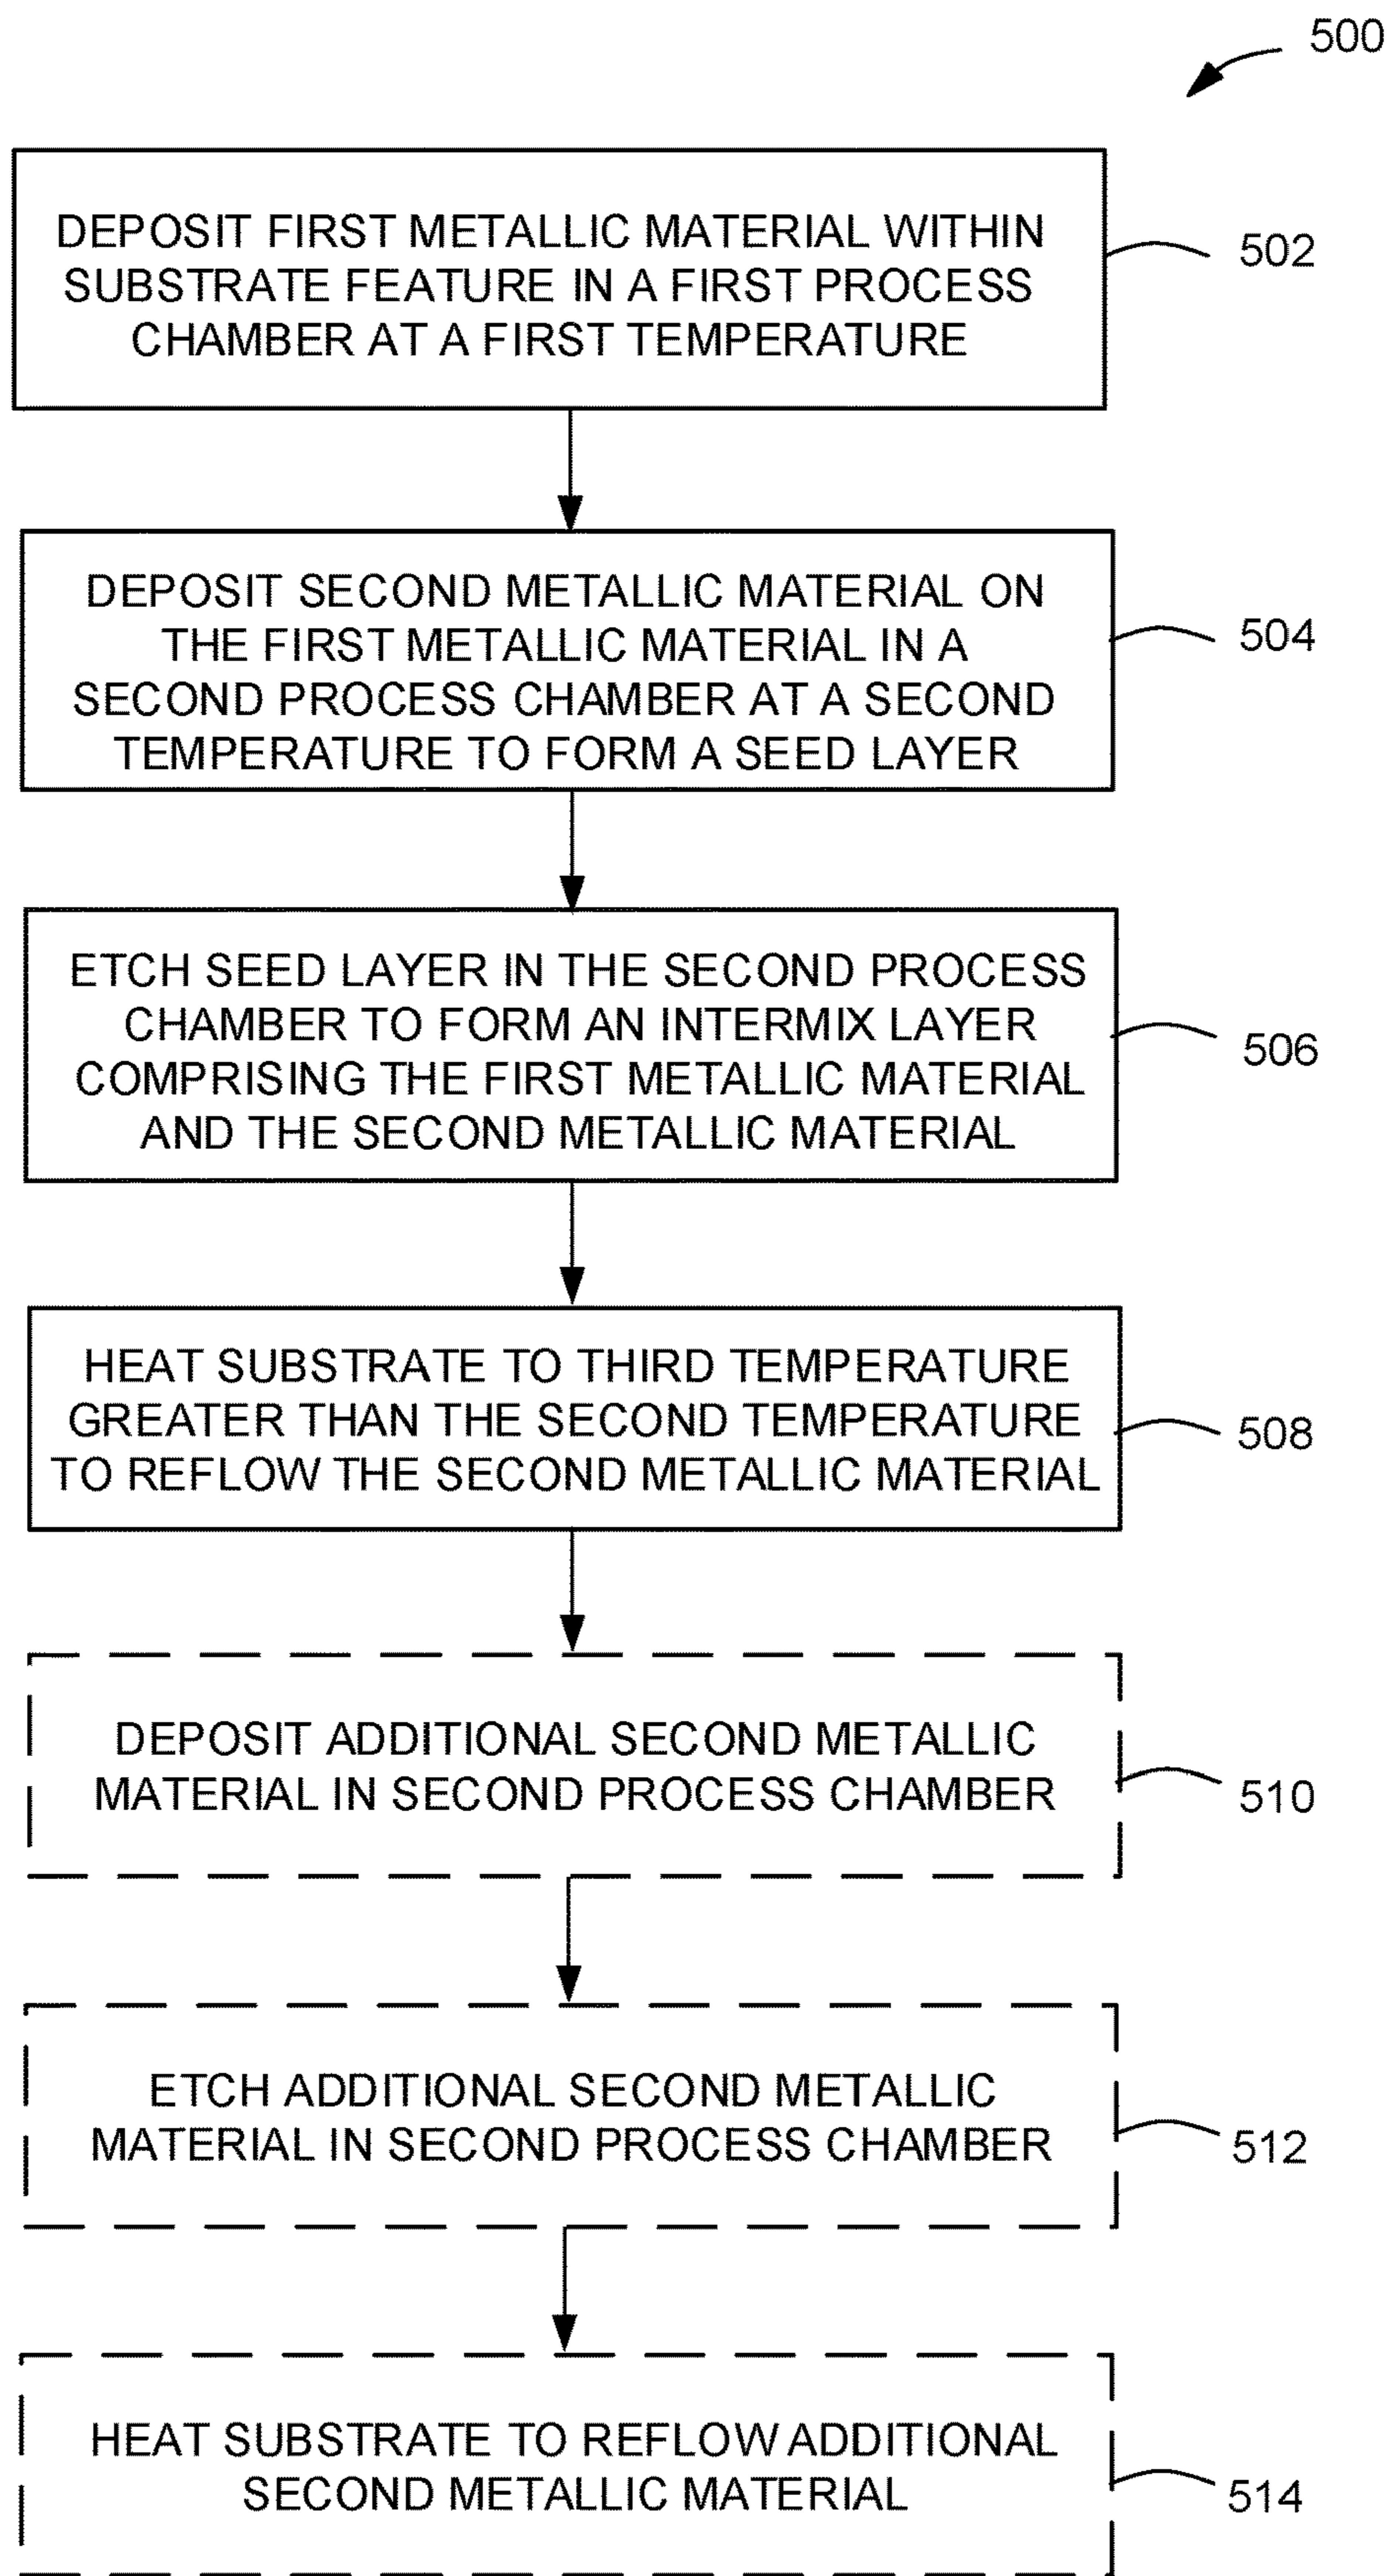 500
DEPOSIT FIRST METALLIC MATERIAL WITHIN
SUBSTRATE FEATURE IN A FIRST PROCESS
CHAMBER AT A FIRST TEMPERATURE
502
DEPOSIT SECOND METALLIC MATERIAL ON
THE FIRST METALLIC MATERIAL IN A
SECOND PROCESS CHAMBER AT A SECOND
TEMPERATURE TO FORM A SEED LAYER
504
ETCH SEED LAYER IN THE SECOND PROCESS
CHAMBER TO FORM AN INTERMIX LAYER
COMPRISING THE FIRST METALLIC MATERIAL
AND THE SECOND METALLIC MATERIAL
506
HEAT SUBSTRATE TO THIRD TEMPERATURE
GREATER THAN THE SECOND TEMPERATURE
TO REFLOW THE SECOND METALLIC MATERIAL
508
DEPOSIT ADDITIONAL SECOND METALLIC
MATERIAL IN SECOND PROCESS CHAMBER
510
ETCH ADDITIONAL SECOND METALLIC
MATERIAL IN SECOND PROCESS CHAMBER
512
HEAT SUBSTRATE TO REFLOW ADDITIONAL
SECOND METALLIC MATERIAL
514